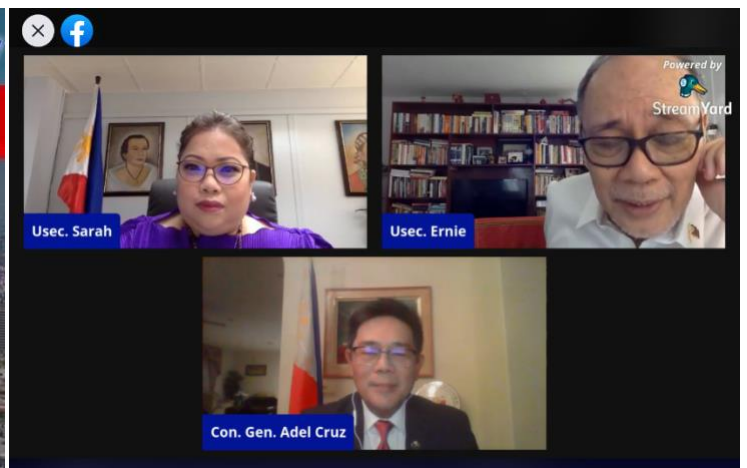 Powered by
StreamYard
Usec. Sarah
Usec. Ernie
Con. Gen. Adel Cruz